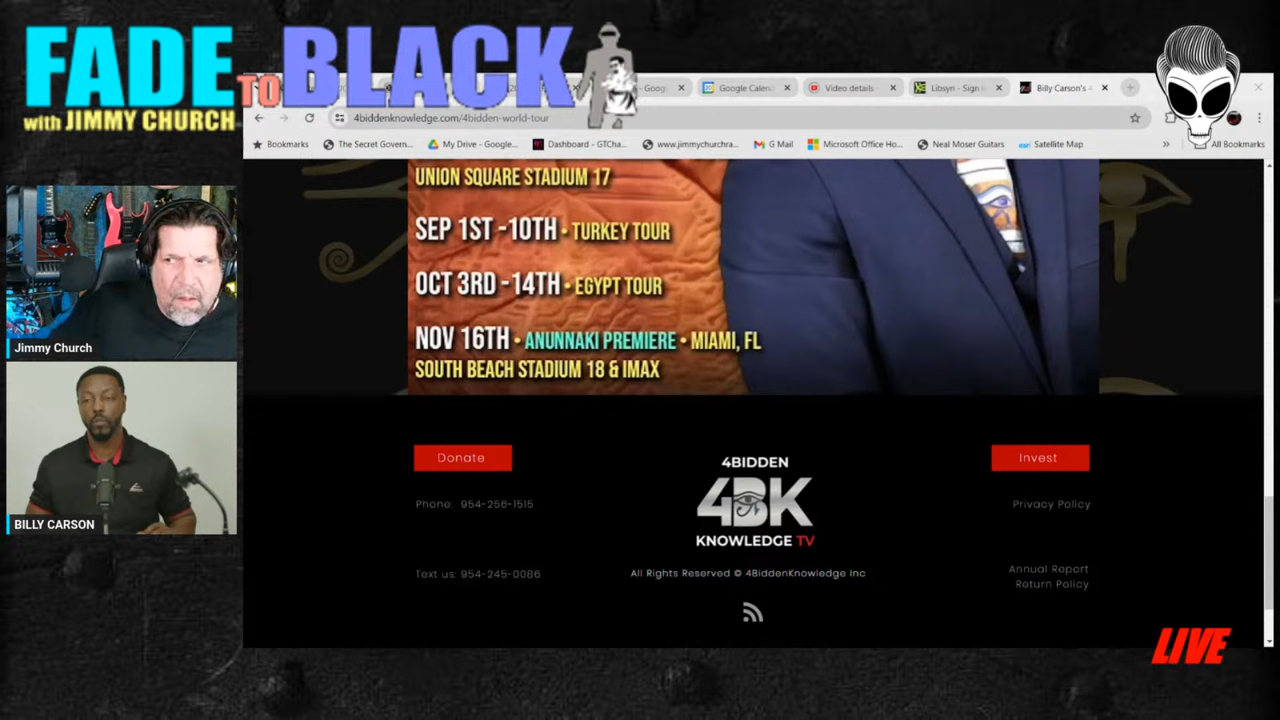 FADE TO BLACK
with JIMMY CHURCH
Google Calen
Video details
Libsyn - Sign
Billy Carson's
4biddenknowledge.com/4bidden-world-tour
Bookmarks
The Secret Govern...
My Drive - Google...
Dashboard - GTCha...
www.jimmychurchra...
G Mail
Microsoft Office Ho...
Neal Moser Guitars
esri Satellite Map
»
All Bookmarks
UNION SQUARE STADIUM 17
SEP 1ST -10TH • TURKEY TOUR
OCT 3RD -14TH • EGYPT TOUR
NOV 16TH • ANUNNAKI PREMIERE • MIAMI, FL
SOUTH BEACH STADIUM 18 & IMAX
Jimmy Church
BILLY CARSON
Donate
4BIDDEN
Invest
4BK
Phone: 954-256-1515
Privacy Policy
KNOWLEDGE TV
Text us: 954-245-0086
All Rights Reserved © 4BiddenKnowledge Inc
Annual Report
Return Policy
LIVE